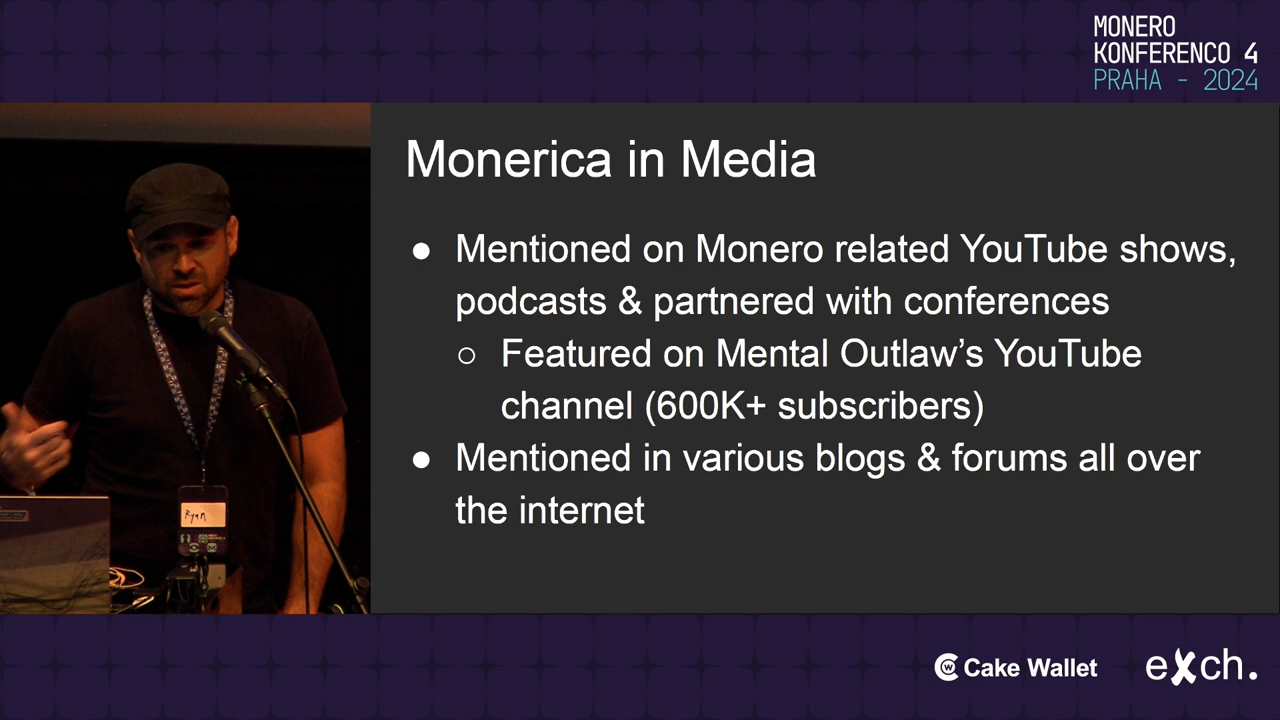 MONERO
KONFERENCO 4
PRAHA - 2024
Monerica in Media
● Mentioned on Monero related YouTube shows,
podcasts & partnered with conferences
○ Featured on Mental Outlaw's YouTube
channel (600K+ subscribers)
● Mentioned in various blogs & forums all over
the internet
Ryan
Cake Wallet
exch.